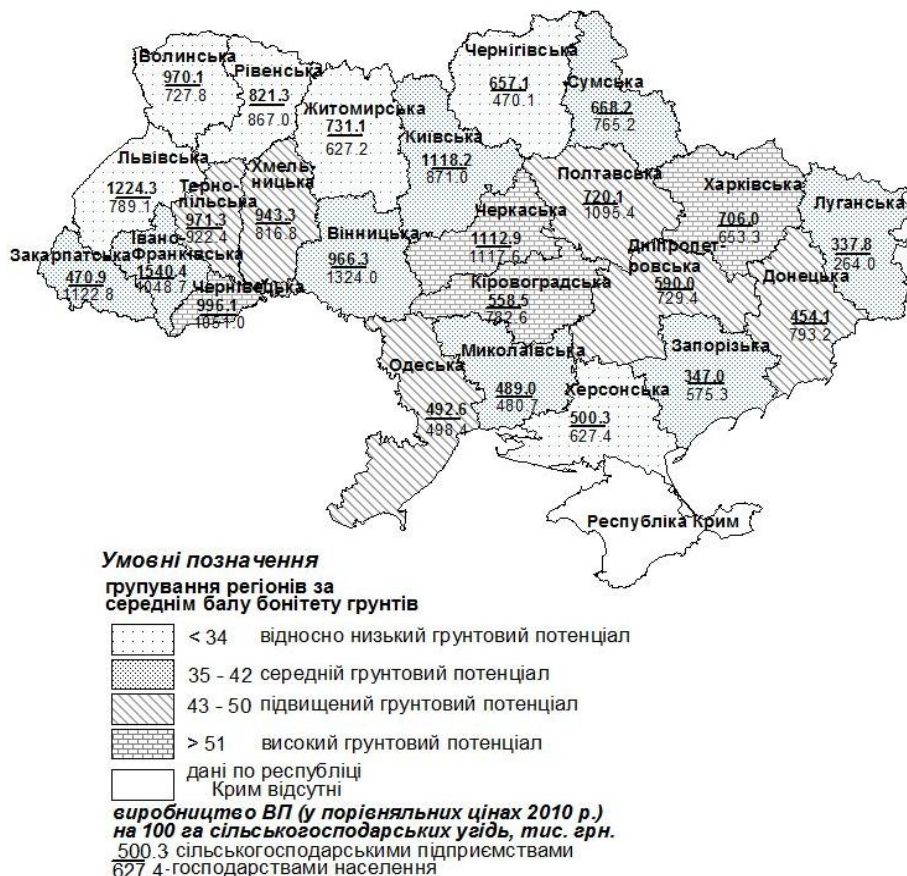 Чернігівська
657.1
470.1
Волинська
970.1
727.8
Рівенська
821.3
867.0
Сумська
668.2
765.2
Житомирська
731.1
627.2
Київська
1118.2
871.0
Львівська
1224.3
789.1
Терно-
пільська
971.3
922.4
Хмель-
ницька
943.3
816.8
Полтавська
720.1
1095.4
Харківська
706.0
653.3
Луганська
337.8
264.0
Черкаська
1112.9
1117.6
Вінницька
966.3
1324.0
Закарпатська
470.9
1122.8
Івано-
Франківська
1540.4
1048.7
Чернівецька
996.1
1051.0
Кіровоградська
558.5
782.6
Дніпропет-
ровська
590.0
729.4
Донецька
454.1
793.2
Одеська
492.6
498.4
Миколаївська
489.0
480.7
Запорізька
347.0
575.3
Херсонська
500.3
627.4
Республіка Крим
Умовні позначення
групування регіонів за
середнім балу бонітету грунтів
< 34 відносно низький грунтовий потенціал
35 - 42 середній грунтовий потенціал
43 - 50 підвищений грунтовий потенціал
> 51 високий грунтовий потенціал
дані по республіці
Крим відсутні
виробництво ВП (у порівняльних цінах 2010 р.)
на 100 га сільськогосподарських угідь, тис. грн.
500.3 сільськогосподарськими підприємствами
627.4-господарствами населення